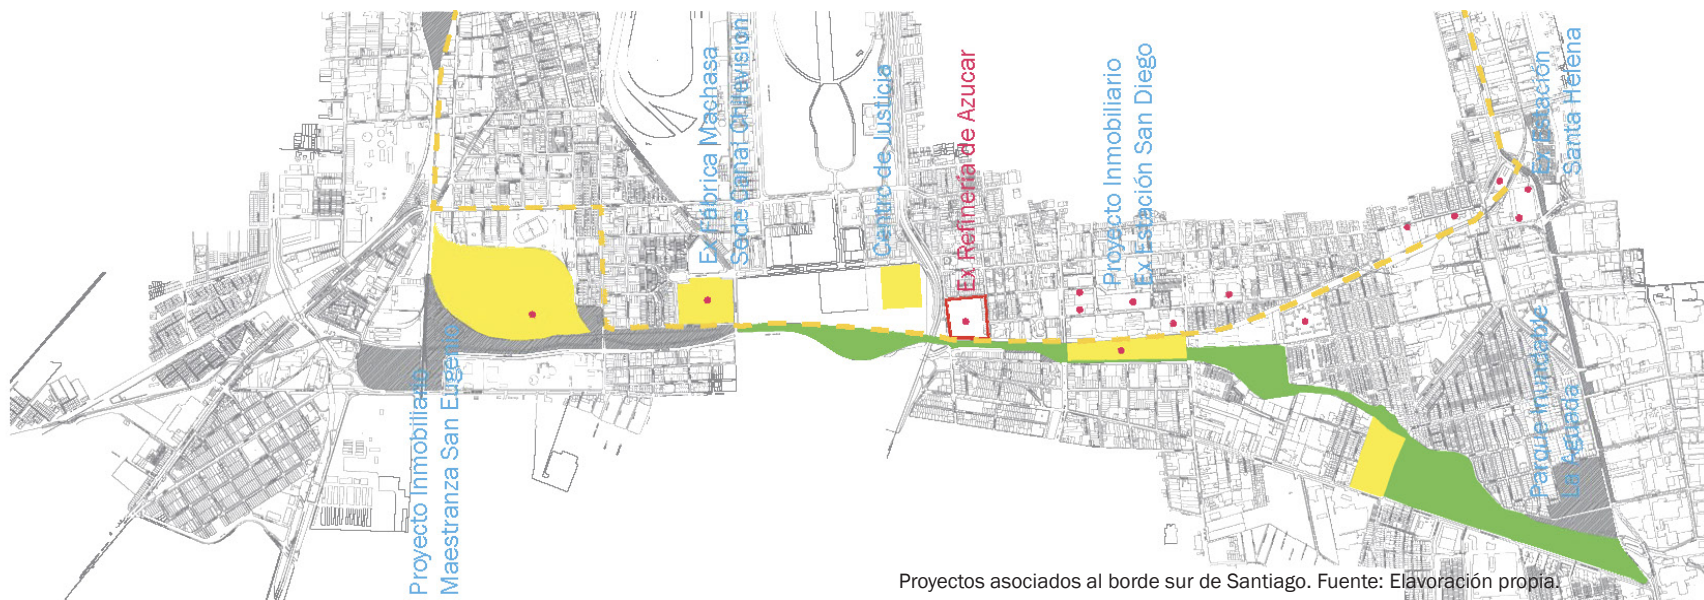 Proyecto Inmobiliario
Maestranza San Eugenio
Ex Fábrica Machasa
Sede canal Chilevisión
Centro de Justicia
Ex Refinería de Azucar
Proyecto Inmobiliario
Ex Estación San Diego
Ex Estación
Santa Helena
Parque Inundable
La Aguada
Proyectos asociados al borde sur de Santiago. Fuente: Elavoración propia.